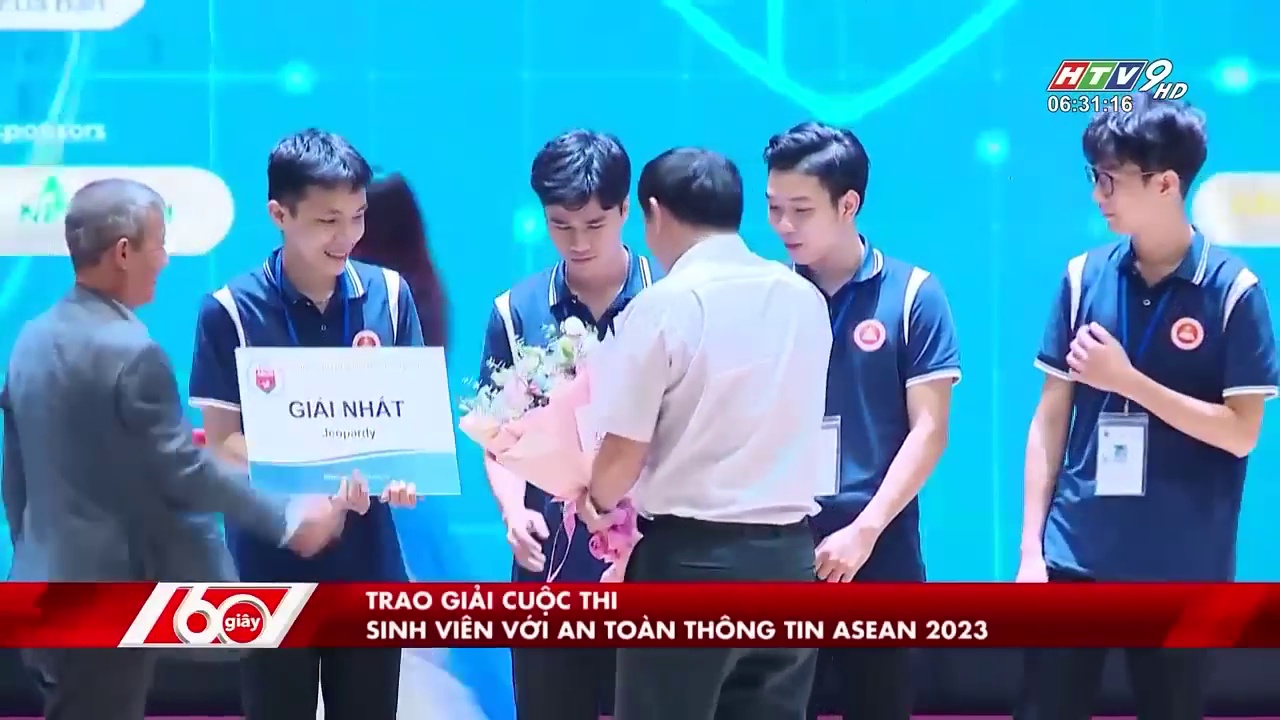 sponsors
HTV9 HD
06:31:16
GIẢI NHẤT
Jeopardy
60 giây
TRAO GIẢI CUỘC THI
SINH VIÊN VỚI AN TOÀN THÔNG TIN ASEAN 2023